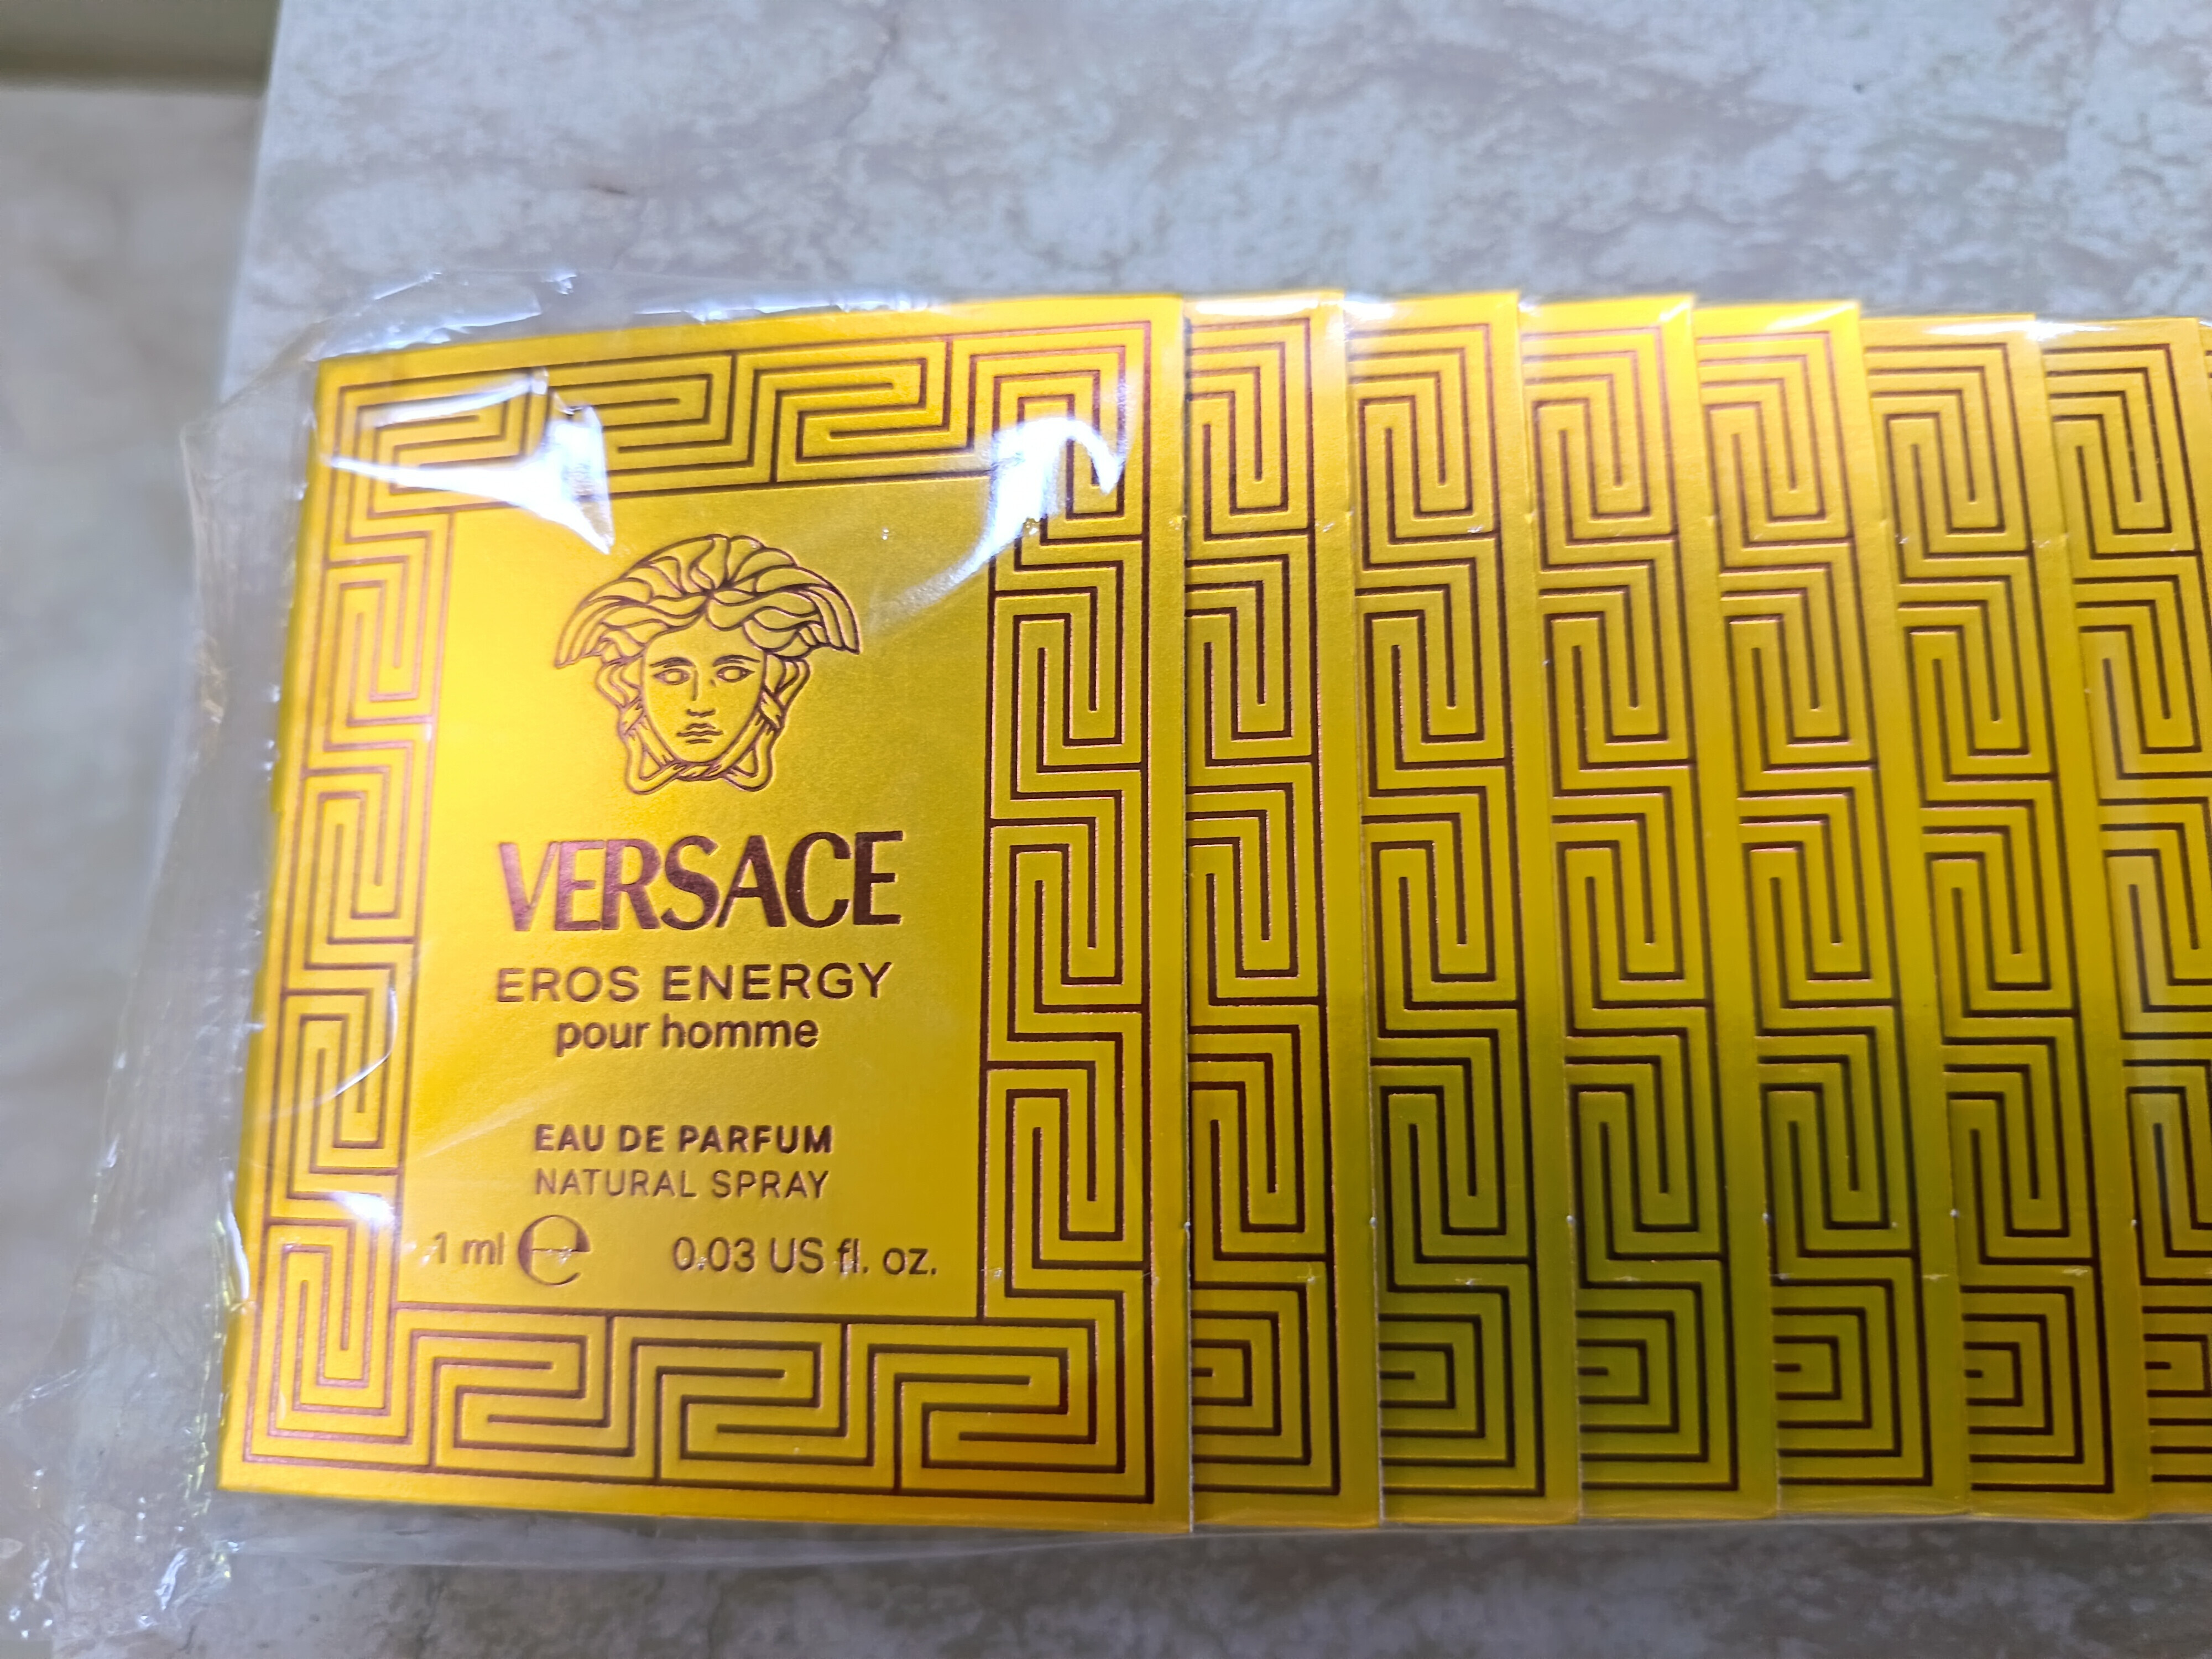 VERSACE
EROS ENERGY
pour homme
EAU DE PARFUM
NATURAL SPRAY
1 ml ℮ 0.03 US fl. oz.